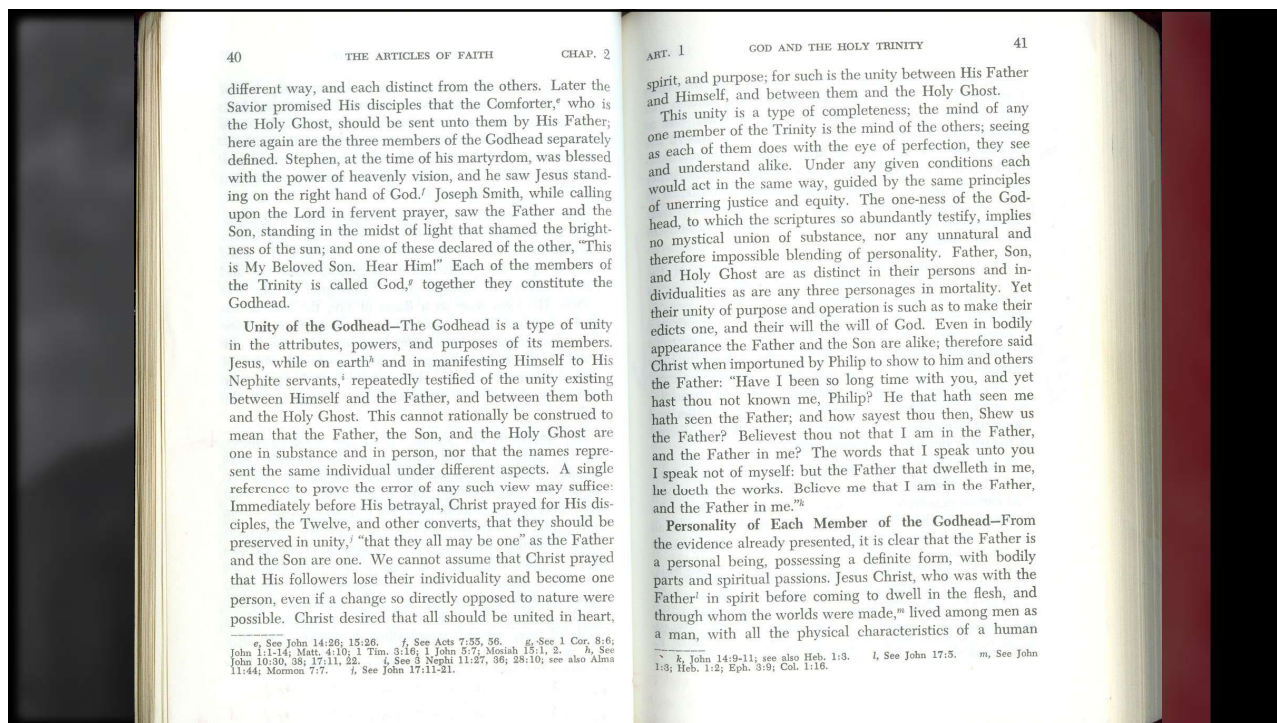 40 THE ARTICLES OF FAITH CHAP. 2
different way, and each distinct from the others. Later the
Savior promised His disciples that the Comforter,e who is
the Holy Ghost, should be sent unto them by His Father;
here again are the three members of the Godhead separately
defined. Stephen, at the time of his martyrdom, was blessed
with the power of heavenly vision, and he saw Jesus stand-
ing on the right hand of God.f Joseph Smith, while calling
upon the Lord in fervent prayer, saw the Father and the
Son, standing in the midst of light that shamed the bright-
ness of the sun; and one of these declared of the other, “This
is My Beloved Son. Hear Him!” Each of the members of
the Trinity is called God,g together they constitute the
Godhead.
Unity of the Godhead—The Godhead is a type of unity
in the attributes, powers, and purposes of its members.
Jesus, while on earthh and in manifesting Himself to His
Nephite servants,i repeatedly testified of the unity existing
between Himself and the Father, and between them both
and the Holy Ghost. This cannot rationally be construed to
mean that the Father, the Son, and the Holy Ghost are
one in substance and in person, nor that the names repre-
sent the same individual under different aspects. A single
reference to prove the error of any such view may suffice:
Immediately before His betrayal, Christ prayed for His dis-
ciples, the Twelve, and other converts, that they should be
preserved in unity,j “that they all may be one” as the Father
and the Son are one. We cannot assume that Christ prayed
that His followers lose their individuality and become one
person, even if a change so directly opposed to nature were
possible. Christ desired that all should be united in heart,
e, See John 14:26; 15:26. f, See Acts 7:55, 56. g, See 1 Cor. 8:6;
John 1:1-14; Matt. 4:10; 1 Tim. 3:16; 1 John 5:7; Mosiah 15:1, 2. h, See
John 10:30, 38; 17:11, 22. i, See 3 Nephi 11:27, 36; 28:10; see also Alma
11:44; Mormon 7:7. j, See John 17:11-21.
ART. 1 GOD AND THE HOLY TRINITY 41
spirit, and purpose; for such is the unity between His Father
and Himself, and between them and the Holy Ghost.
This unity is a type of completeness; the mind of any
one member of the Trinity is the mind of the others; seeing
as each of them does with the eye of perfection, they see
and understand alike. Under any given conditions each
would act in the same way, guided by the same principles
of unerring justice and equity. The one-ness of the God-
head, to which the scriptures so abundantly testify, implies
no mystical union of substance, nor any unnatural and
therefore impossible blending of personality. Father, Son,
and Holy Ghost are as distinct in their persons and in-
dividualities as are any three personages in mortality. Yet
their unity of purpose and operation is such as to make their
edicts one, and their will the will of God. Even in bodily
appearance the Father and the Son are alike; therefore said
Christ when importuned by Philip to show to him and others
the Father: “Have I been so long time with you, and yet
hast thou not known me, Philip? He that hath seen me
hath seen the Father; and how sayest thou then, Shew us
the Father? Believest thou not that I am in the Father,
and the Father in me? The words that I speak unto you
I speak not of myself: but the Father that dwelleth in me,
he doeth the works. Believe me that I am in the Father,
and the Father in me.”k
Personality of Each Member of the Godhead—From
the evidence already presented, it is clear that the Father is
a personal being, possessing a definite form, with bodily
parts and spiritual passions. Jesus Christ, who was with the
Fatherl in spirit before coming to dwell in the flesh, and
through whom the worlds were made,m lived among men as
a man, with all the physical characteristics of a human
k, John 14:9-11; see also Heb. 1:3. l, See John 17:5. m, See John
1:3; Heb. 1:2; Eph. 3:9; Col. 1:16.